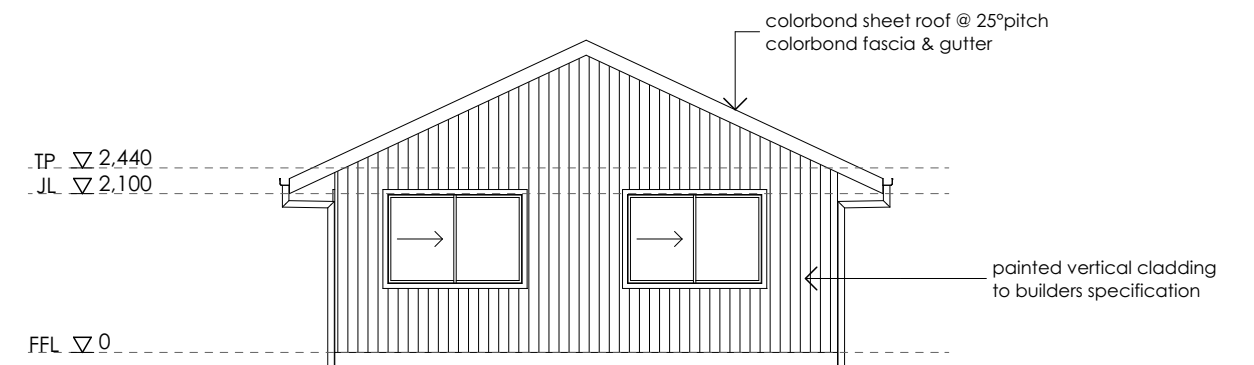 colorbond sheet roof @ 25°pitch
colorbond fascia & gutter
TP 2,440
JL 2,100
painted vertical cladding
to builders specification
FFL 0